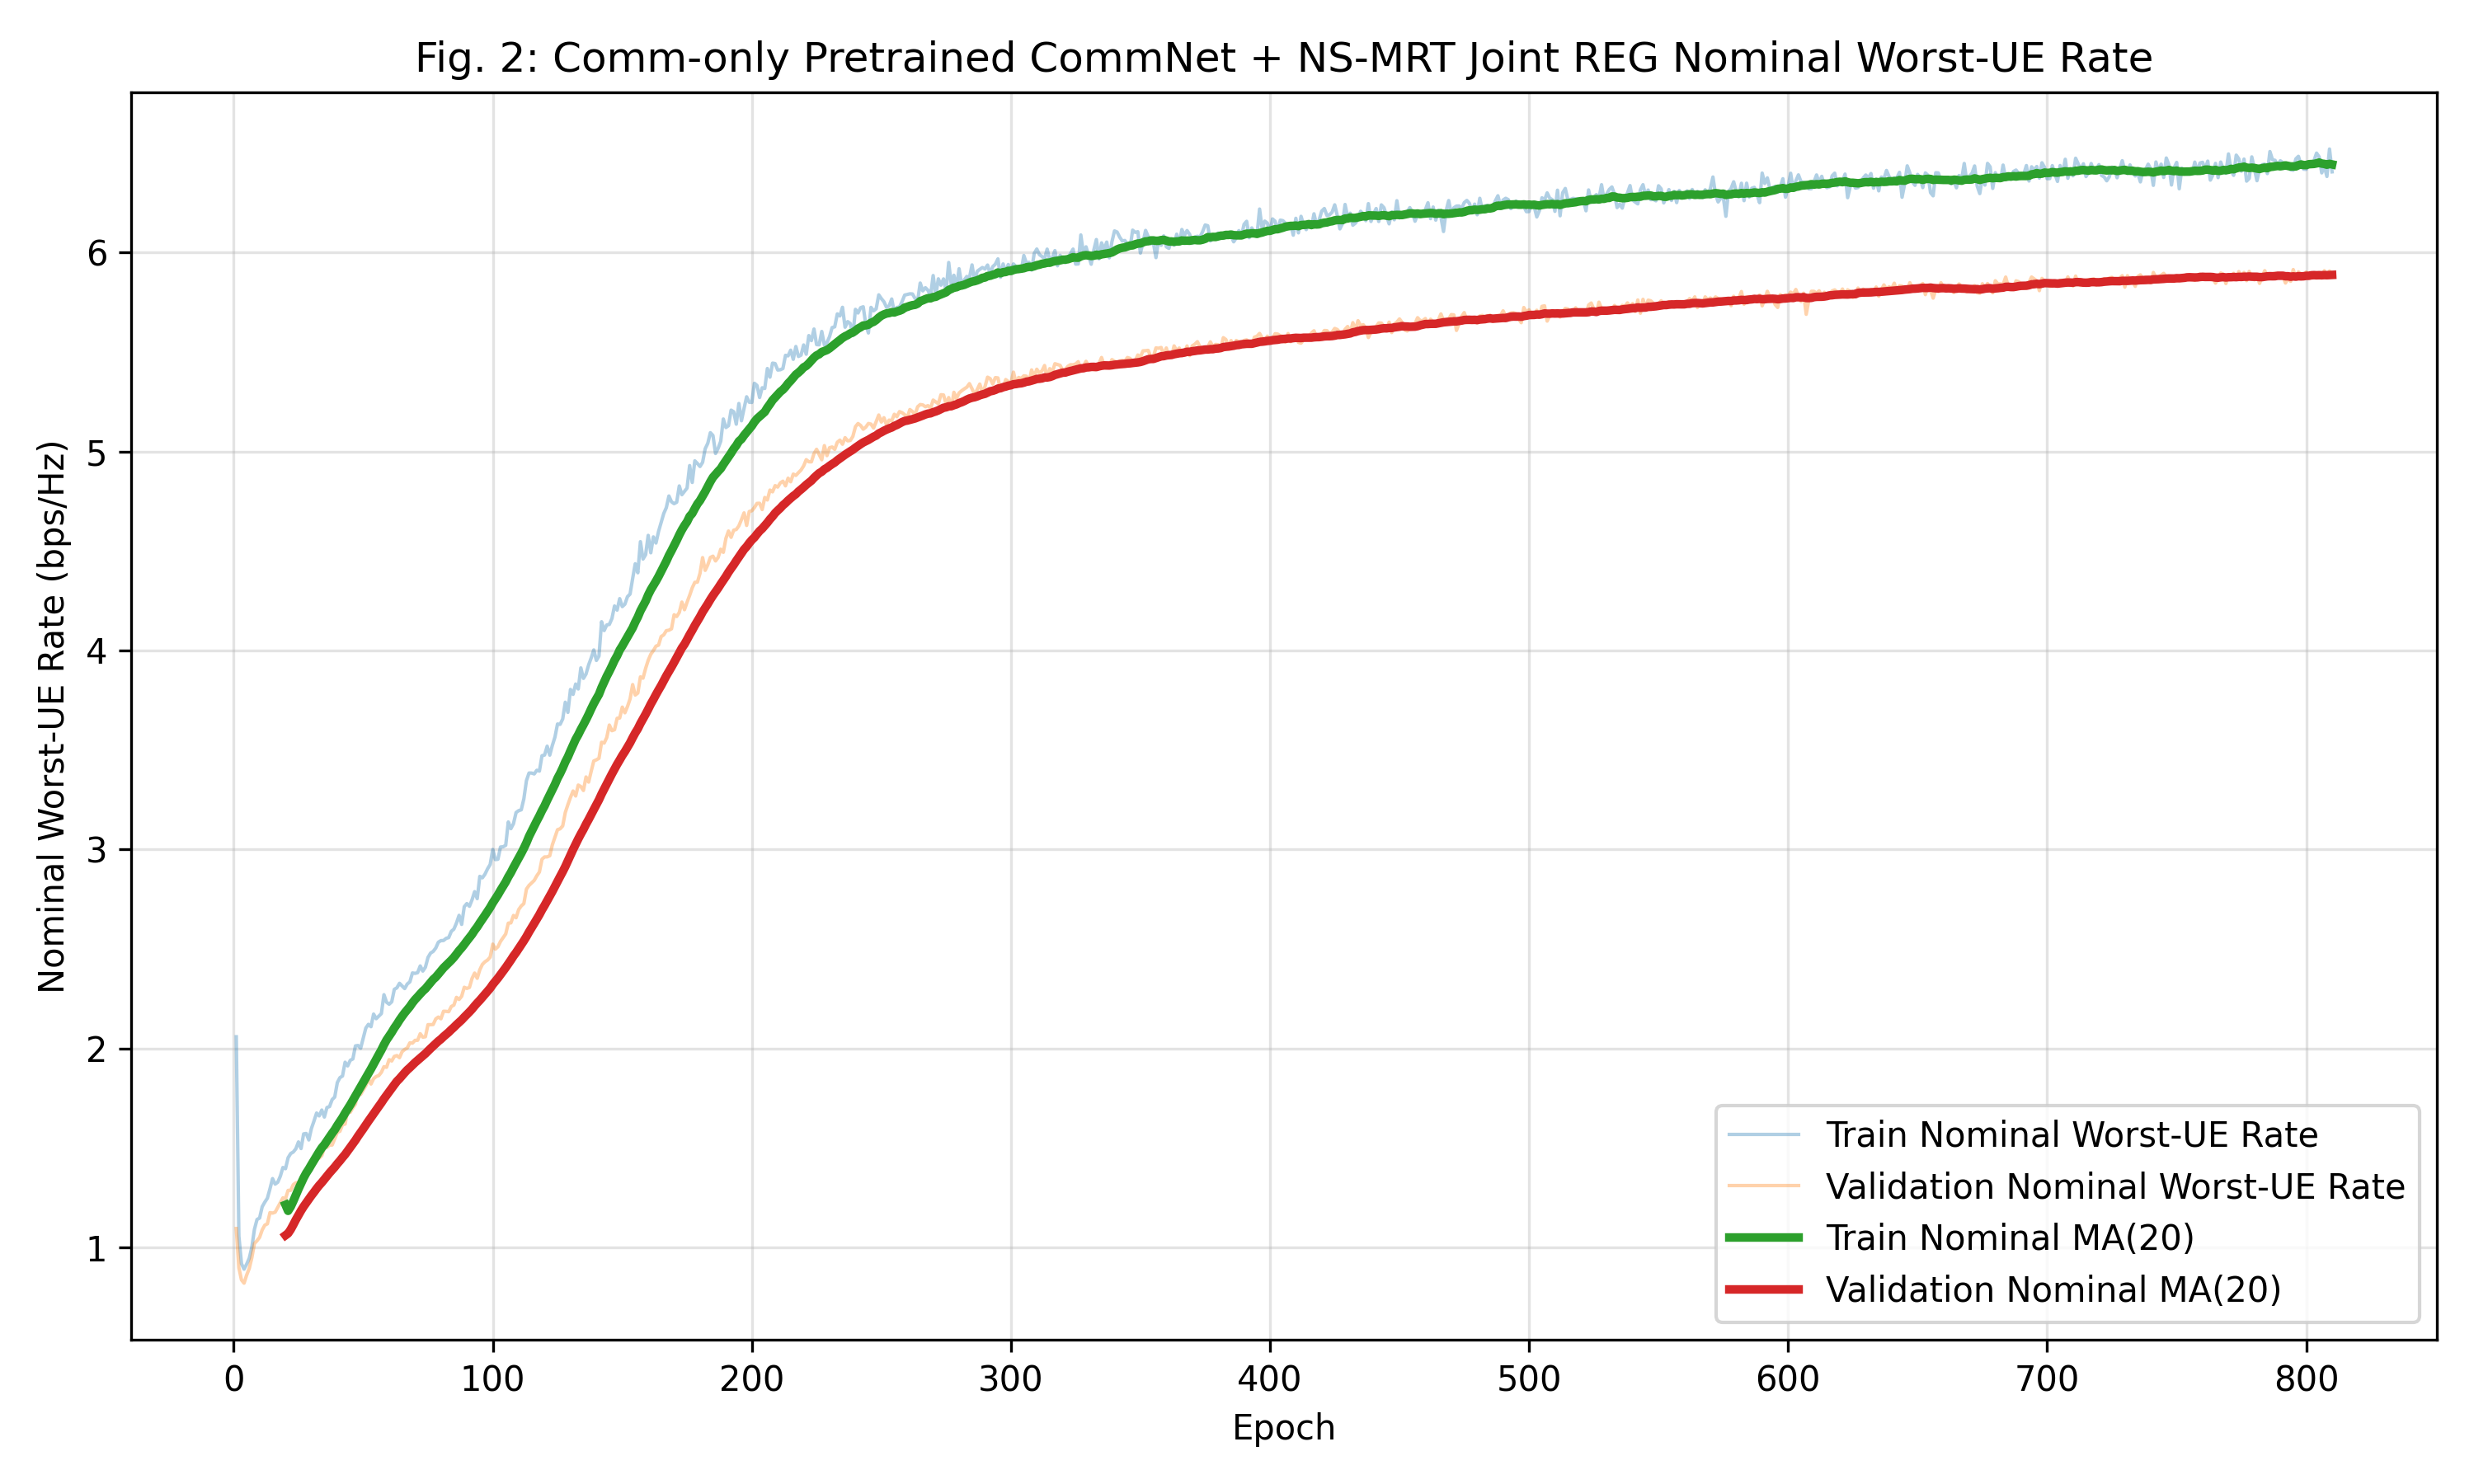 Fig. 2: Comm-only Pretrained CommNet + NS-MRT Joint REG Nominal Worst-UE Rate
Nominal Worst-UE Rate (bps/Hz)
6
5
4
3
2
1
0 100 200 300 400 500 600 700 800
Epoch
Train Nominal Worst-UE Rate
Validation Nominal Worst-UE Rate
Train Nominal MA(20)
Validation Nominal MA(20)